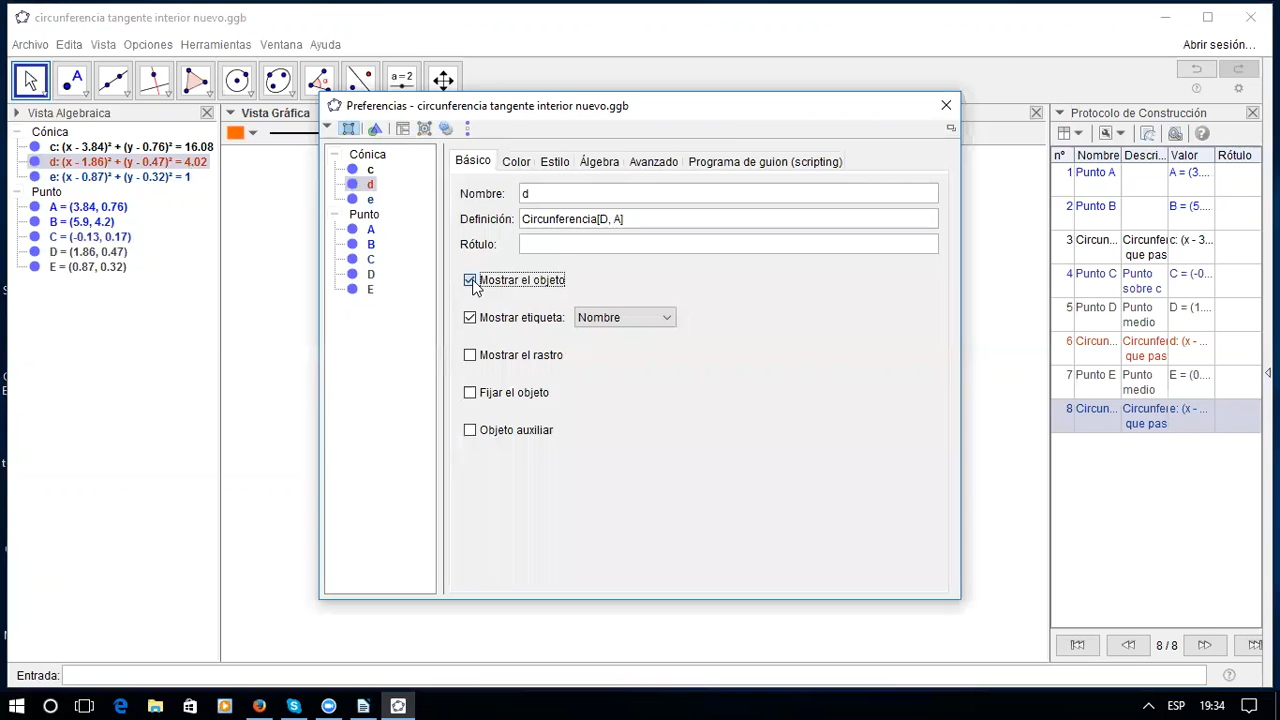 circunferencia tangente interior nuevo.ggb
Archivo Edita Vista Opciones Herramientas Ventana Ayuda
Abrir sesión...
A a=2
Vista Algebraica
Cónica
c: (x - 3.84)² + (y - 0.76)² = 16.08
d: (x - 1.86)² + (y - 0.47)² = 4.02
e: (x - 0.87)² + (y - 0.32)² = 1
Punto
A = (3.84, 0.76)
B = (5.9, 4.2)
C = (-0.13, 0.17)
D = (1.86, 0.47)
E = (0.87, 0.32)
Vista Gráfica
Preferencias - circunferencia tangente interior nuevo.ggb
Cónica
c
d
e
Punto
A
B
C
D
E
Básico Color Estilo Álgebra Avanzado Programa de guion (scripting)
Nombre: d
Definición: Circunferencia[D, A]
Rótulo:
Mostrar el objeto
Mostrar etiqueta: Nombre
Mostrar el rastro
Fijar el objeto
Objeto auxiliar
Protocolo de Construcción
nº Nombre Descri... Valor Rótulo
1 Punto A A = (3....
2 Punto B B = (5....
3 Circun... Circunfer c: (x - 3...
que pas
4 Punto C Punto C = (-0...
sobre c
5 Punto D Punto D = (1....
medio
6 Circun... Circunfer d: (x - ...
que pas
7 Punto E Punto E = (0....
medio
8 Circun... Circunfer e: (x - ...
que pas
8 / 8
Entrada:
ESP 19:34